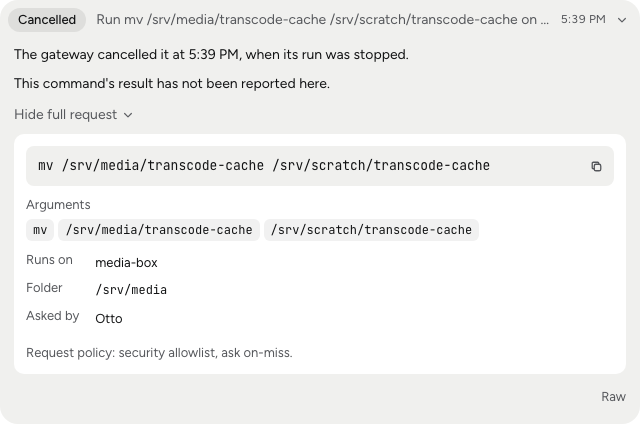 Cancelled Run mv /srv/media/transcode-cache /srv/scratch/transcode-cache on ... 5:39 PM
The gateway cancelled it at 5:39 PM, when its run was stopped.
This command's result has not been reported here.
Hide full request
mv /srv/media/transcode-cache /srv/scratch/transcode-cache
Arguments
mv /srv/media/transcode-cache /srv/scratch/transcode-cache
Runs on media-box
Folder /srv/media
Asked by Otto
Request policy: security allowlist, ask on-miss.
Raw